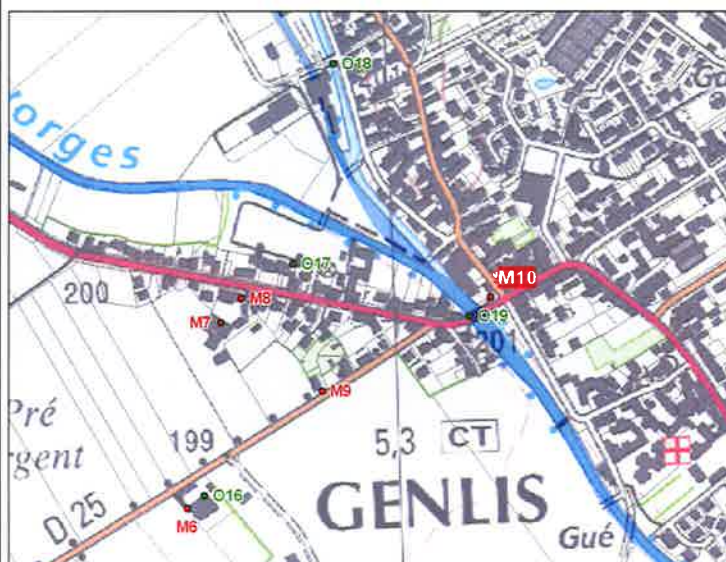 O18
orges
M10
O17
200
M8
M7
O19
201
M9
Pré
rgent
199
5,3
CT
O16
M6
D 25
GENLIS
Gué